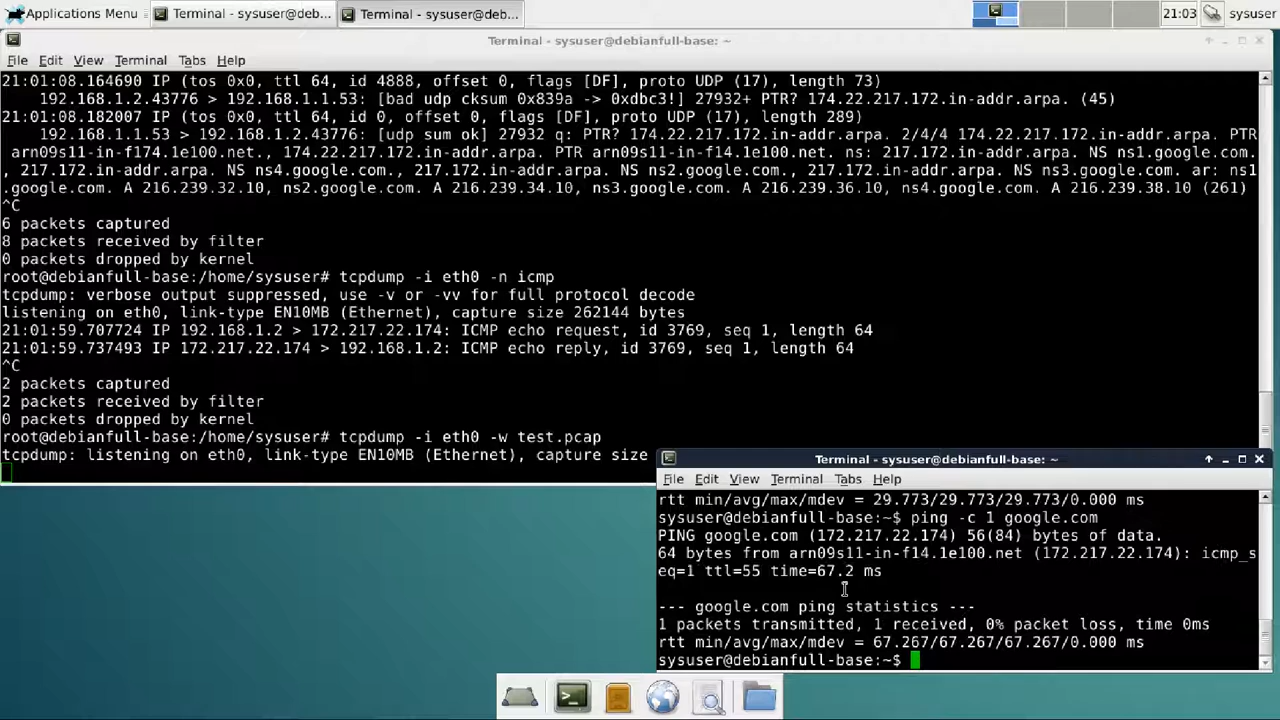 Applications Menu
Terminal - sysuser@deb...
Terminal - sysuser@deb...
21:03
sysuser
Terminal - sysuser@debianfull-base: ~
File Edit View Terminal Tabs Help
21:01:08.164690 IP (tos 0x0, ttl 64, id 4888, offset 0, flags [DF], proto UDP (17), length 73)
192.168.1.2.43776 > 192.168.1.1.53: [bad udp cksum 0x839a -> 0xdbc3!] 27932+ PTR? 174.22.217.172.in-addr.arpa. (45)
21:01:08.182007 IP (tos 0x0, ttl 64, id 0, offset 0, flags [DF], proto UDP (17), length 289)
192.168.1.1.53 > 192.168.1.2.43776: [udp sum ok] 27932 q: PTR? 174.22.217.172.in-addr.arpa. 2/4/4 174.22.217.172.in-addr.arpa. PTR
arn09s11-in-f174.1e100.net., 174.22.217.172.in-addr.arpa. PTR arn09s11-in-f14.1e100.net. ns: 217.172.in-addr.arpa. NS ns1.google.com.
, 217.172.in-addr.arpa. NS ns4.google.com., 217.172.in-addr.arpa. NS ns2.google.com., 217.172.in-addr.arpa. NS ns3.google.com. ar: ns1
.google.com. A 216.239.32.10, ns2.google.com. A 216.239.34.10, ns3.google.com. A 216.239.36.10, ns4.google.com. A 216.239.38.10 (261)
^C
6 packets captured
8 packets received by filter
0 packets dropped by kernel
root@debianfull-base:/home/sysuser# tcpdump -i eth0 -n icmp
tcpdump: verbose output suppressed, use -v or -vv for full protocol decode
listening on eth0, link-type EN10MB (Ethernet), capture size 262144 bytes
21:01:59.707724 IP 192.168.1.2 > 172.217.22.174: ICMP echo request, id 3769, seq 1, length 64
21:01:59.737493 IP 172.217.22.174 > 192.168.1.2: ICMP echo reply, id 3769, seq 1, length 64
^C
2 packets captured
2 packets received by filter
0 packets dropped by kernel
root@debianfull-base:/home/sysuser# tcpdump -i eth0 -w test.pcap
tcpdump: listening on eth0, link-type EN10MB (Ethernet), capture size
Terminal - sysuser@debianfull-base: ~
File Edit View Terminal Tabs Help
rtt min/avg/max/mdev = 29.773/29.773/29.773/0.000 ms
sysuser@debianfull-base:~$ ping -c 1 google.com
PING google.com (172.217.22.174) 56(84) bytes of data.
64 bytes from arn09s11-in-f14.1e100.net (172.217.22.174): icmp_s
eq=1 ttl=55 time=67.2 ms
--- google.com ping statistics ---
1 packets transmitted, 1 received, 0% packet loss, time 0ms
rtt min/avg/max/mdev = 67.267/67.267/67.267/0.000 ms
sysuser@debianfull-base:~$